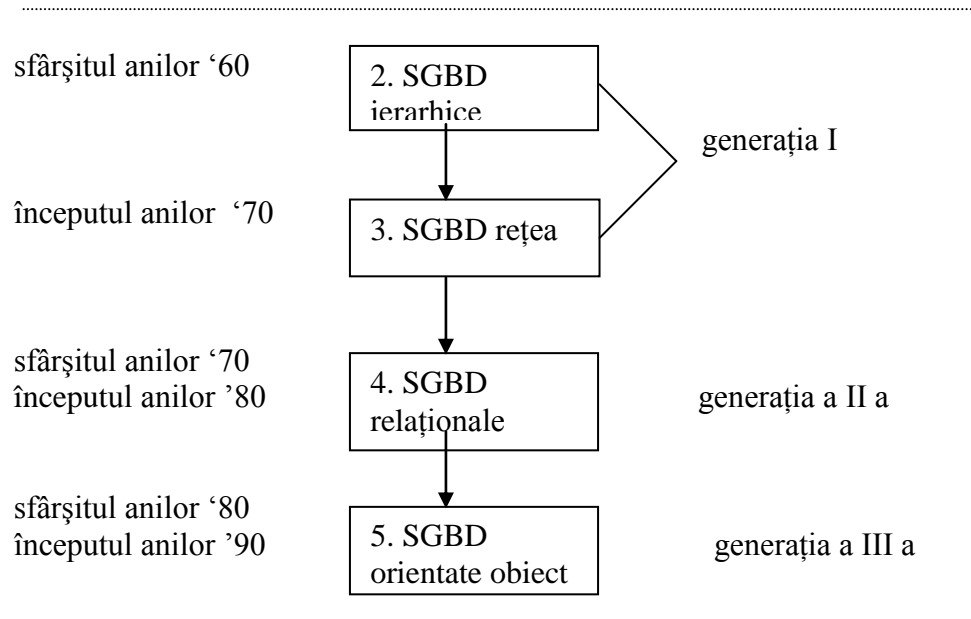 sfârşitul anilor ‘60
2. SGBD
ierarhice
generația I
începutul anilor ‘70
3. SGBD rețea
sfârşitul anilor ‘70
începutul anilor ’80
4. SGBD
relaționale
generația a II a
sfârşitul anilor ‘80
începutul anilor ’90
5. SGBD
orientate obiect
generația a III a